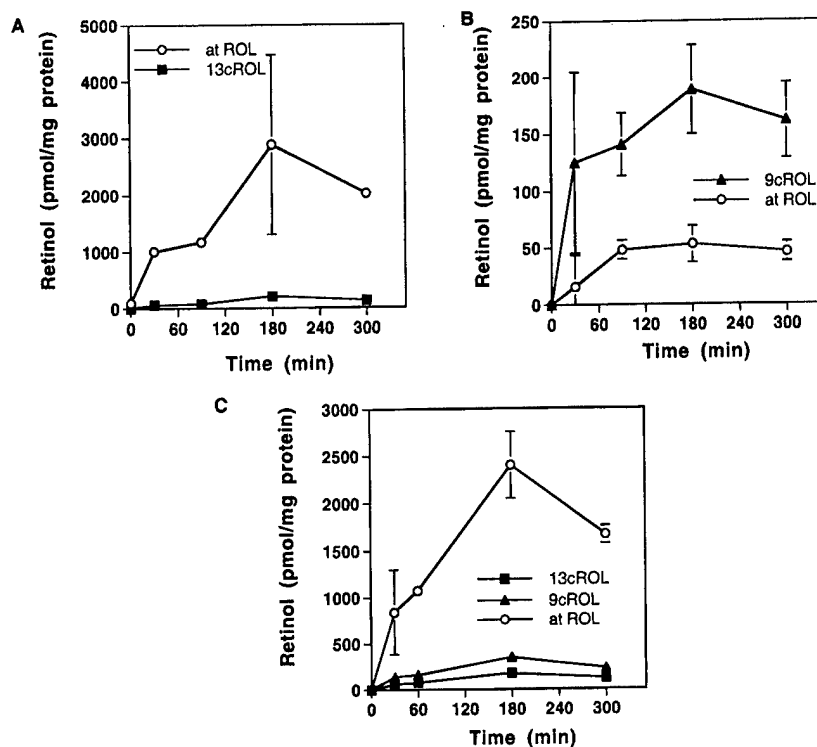 A
Retinol (pmol/mg protein)
5000
4000
3000
2000
1000
0
at ROL
13cROL
0 60 120 180 240 300
Time (min)
B
Retinol (pmol/mg protein)
250
200
150
100
50
0
9cROL
at ROL
0 60 120 180 240 300
Time (min)
C
Retinol (pmol/mg protein)
3000
2500
2000
1500
1000
500
0
13cROL
9cROL
at ROL
0 60 120 180 240 300
Time (min)